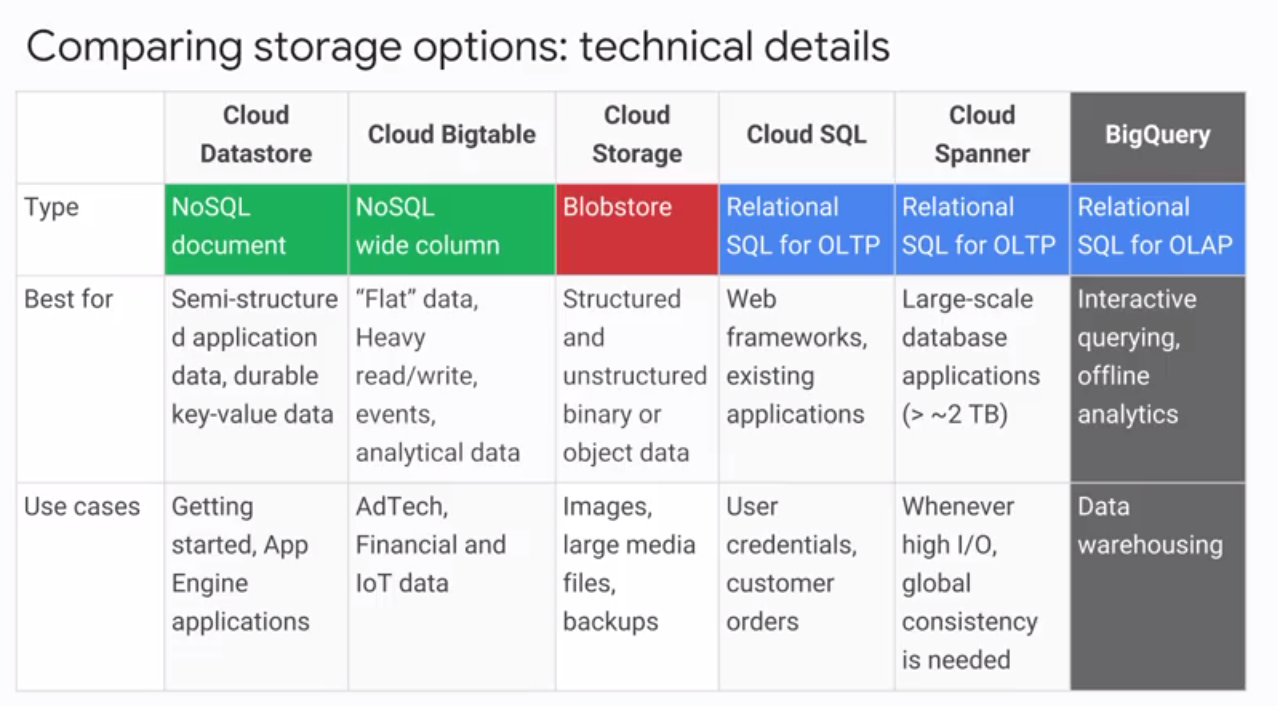 Comparing storage options: technical details
Cloud
Datastore
Cloud Bigtable
Cloud
Storage
Cloud SQL
Cloud
Spanner
BigQuery
Type
NoSQL
document
NoSQL
wide column
Blobstore
Relational
SQL for OLTP
Relational
SQL for OLTP
Relational
SQL for OLAP
Best for
Semi-structure
d application
data, durable
key-value data
“Flat” data,
Heavy
read/write,
events,
analytical data
Structured
and
unstructured
binary or
object data
Web
frameworks,
existing
applications
Large-scale
database
applications
(> ~2 TB)
Interactive
querying,
offline
analytics
Use cases
Getting
started, App
Engine
applications
AdTech,
Financial and
IoT data
Images,
large media
files,
backups
User
credentials,
customer
orders
Whenever
high I/O,
global
consistency
is needed
Data
warehousing